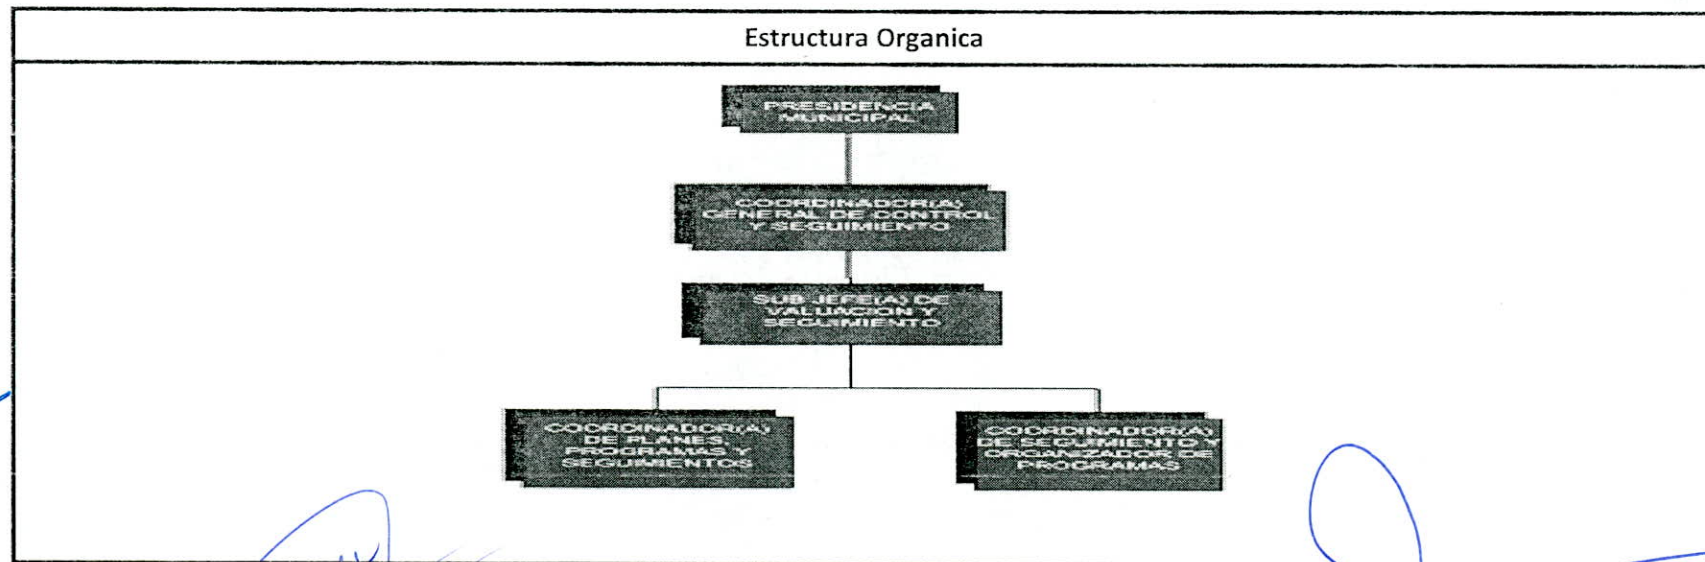 Estructura Organica
PRESIDENCIA
MUNICIPAL
COORDINADOR(A)
GENERAL DE CONTROL
Y SEGUIMIENTO
SUB JEFE(A) DE
VALUACION Y
SEGUIMIENTO
COORDINADOR(A)
DE PLANES,
PROGRAMAS Y
SEGUIMIENTOS
COORDINADOR(A)
DE SEGUIMIENTO Y
ORGANIZADOR DE
PROGRAMAS